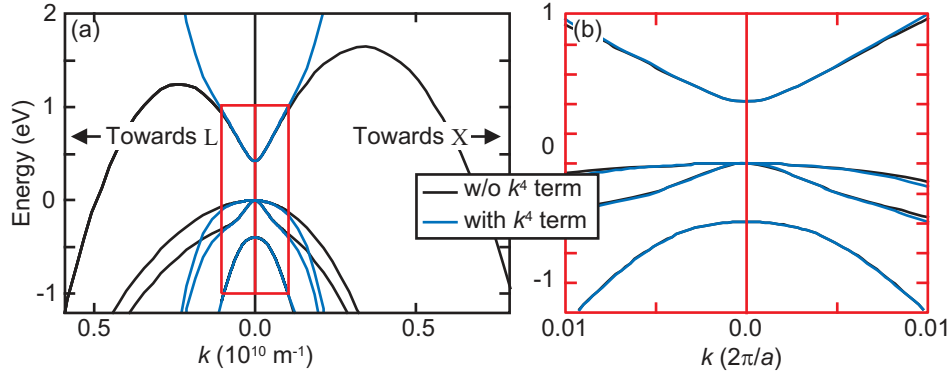 2
1
0
-1
Energy (eV)
(a)
Towards L
Towards X
0.5
0.0
0.5
k (10¹⁰ m⁻¹)
w/o k⁴ term
with k⁴ term
1
0
-1
(b)
0.01
0.0
0.01
k (2π/a)